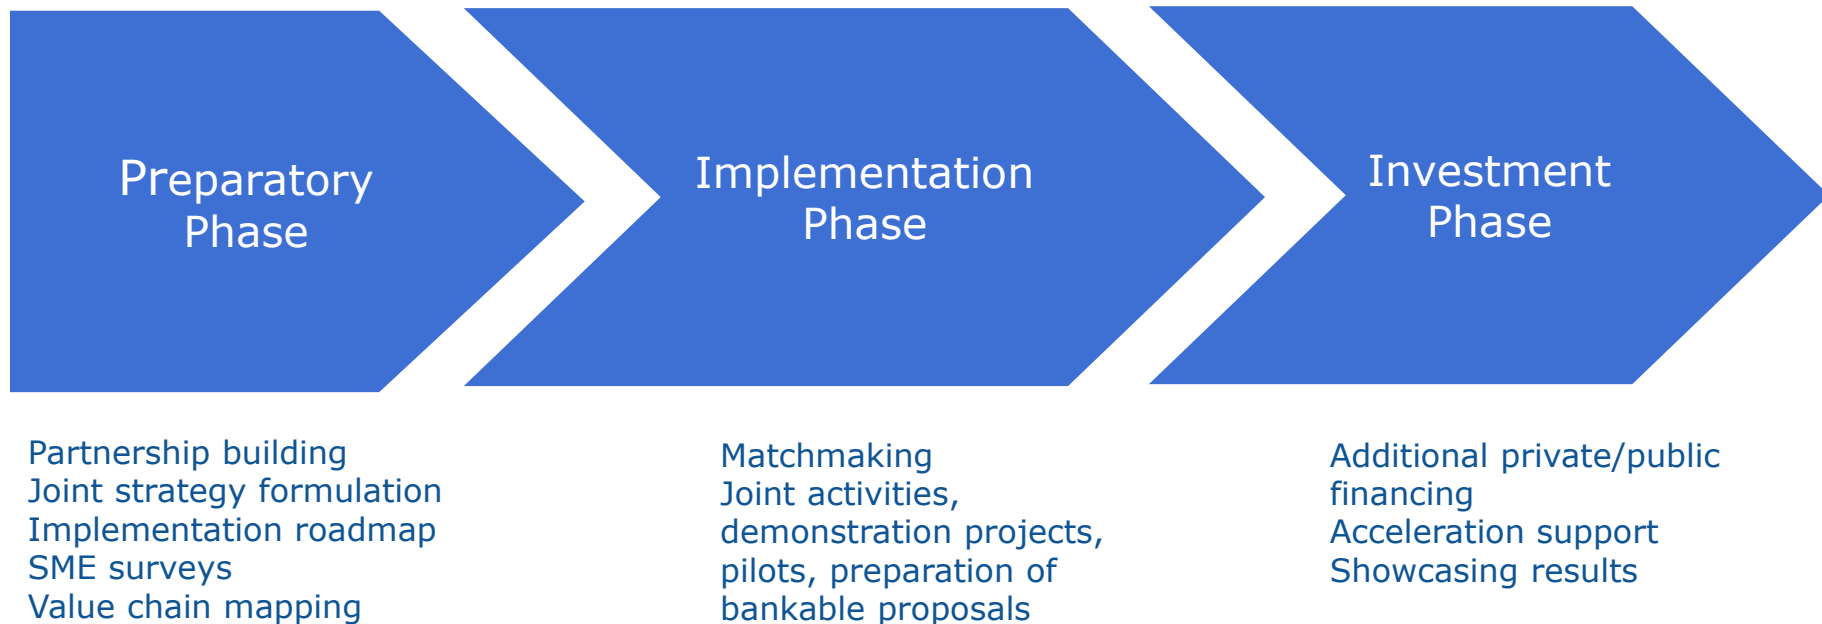 Preparatory
Phase
Implementation
Phase
Investment
Phase
Partnership building
Joint strategy formulation
Implementation roadmap
SME surveys
Value chain mapping
Matchmaking
Joint activities,
demonstration projects,
pilots, preparation of
bankable proposals
Additional private/public
financing
Acceleration support
Showcasing results